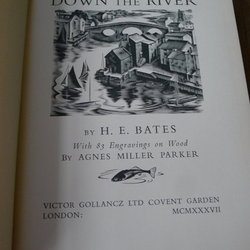 DOWN THE RIVER
BY H. E. BATES
With 83 Engravings on Wood
BY AGNES MILLER PARKER
VICTOR GOLLANCZ LTD COVENT GARDEN
LONDON; MCMXXXVII